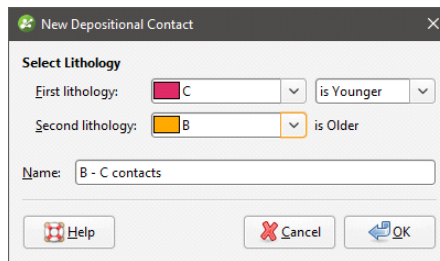 New Depositional Contact
Select Lithology
First lithology: C is Younger
Second lithology: B is Older
Name: B - C contacts
Help Cancel OK